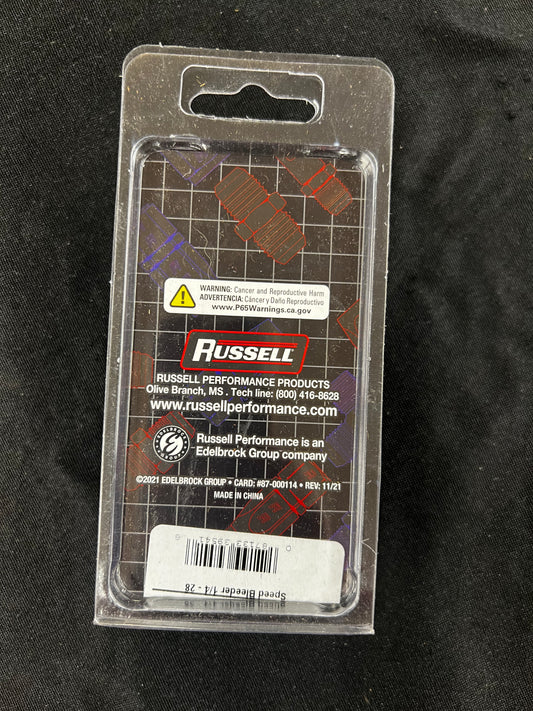 WARNING: Cancer and Reproductive Harm
ADVERTENCIA: Cáncer y Daño Reproductivo
www.P65Warnings.ca.gov
RUSSELL
RUSSELL PERFORMANCE PRODUCTS
Olive Branch, MS . Tech line: (800) 416-8628
www.russellperformance.com
EDELBROCK
GROUP
Russell Performance is an
Edelbrock Group company
©2021 EDELBROCK GROUP • CARD: #87-000114 • REV: 11/21
MADE IN CHINA
Speed Bleeder 1/4 - 28